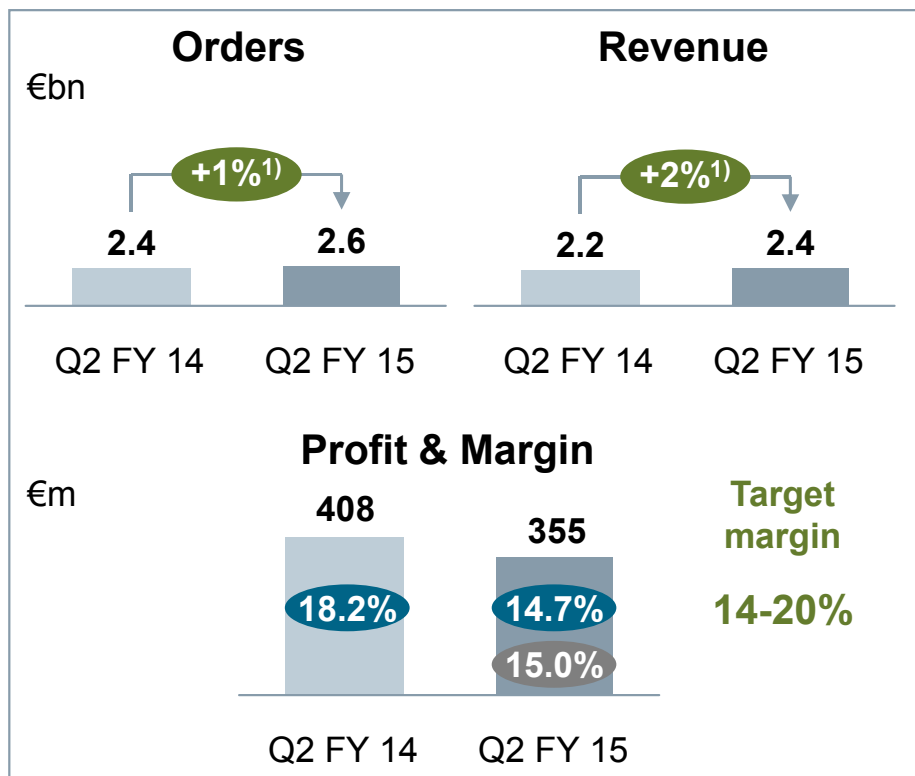 Orders
Revenue
€bn
+1%1)
+2%1)
2.4
2.6
2.2
2.4
Q2 FY 14
Q2 FY 15
Q2 FY 14
Q2 FY 15
Profit & Margin
€m
408
355
Target
margin
18.2%
14.7%
14-20%
15.0%
Q2 FY 14
Q2 FY 15